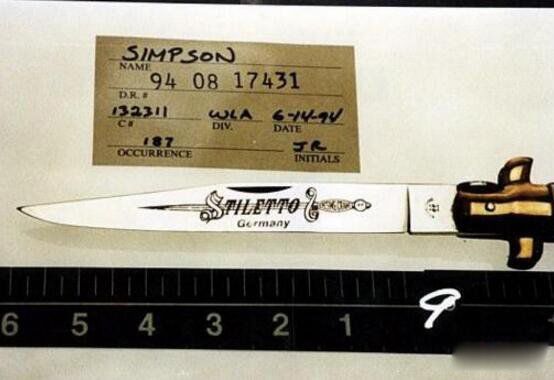 SIMPSON
NAME
94 08 17431
D.R. #
132311 WLA 6-14-94
C# DIV. DATE
187 JR
OCCURRENCE INITIALS
STILETTO
Germany
6 5 4 3 2 1 9